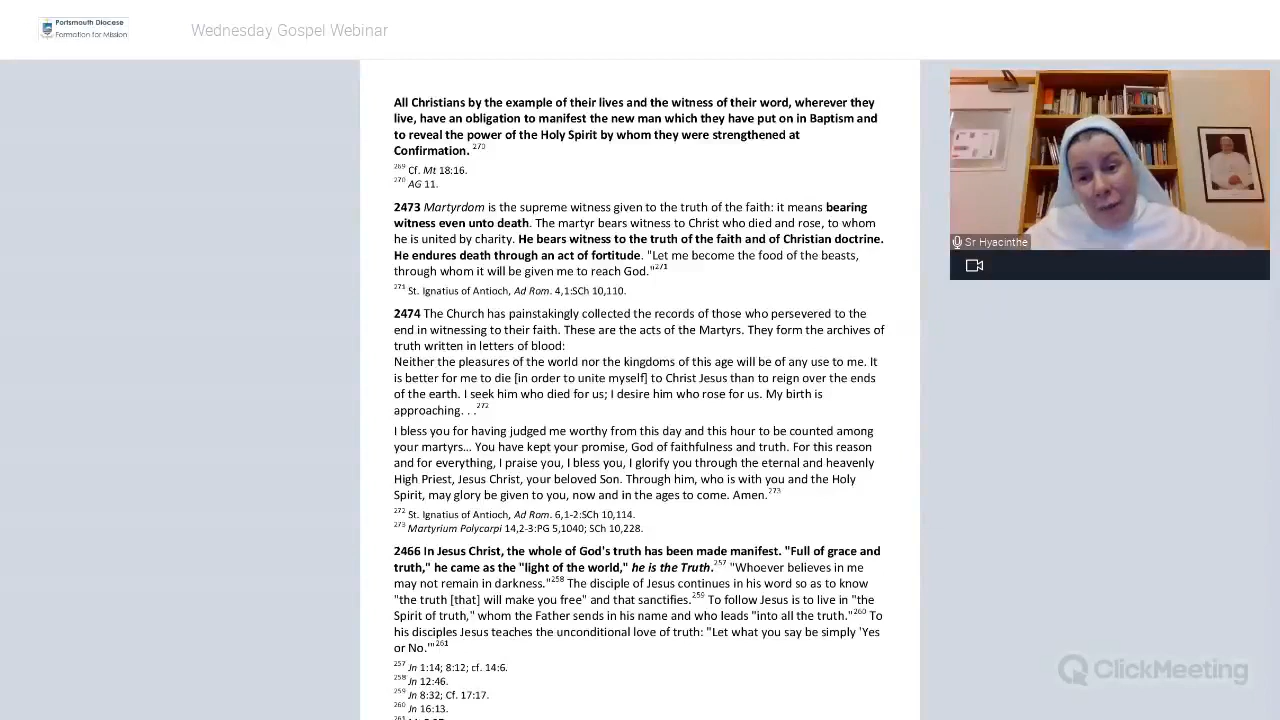 Portsmouth Diocese
Formation for Mission
Wednesday Gospel Webinar
All Christians by the example of their lives and the witness of their word, wherever they
live, have an obligation to manifest the new man which they have put on in Baptism and
to reveal the power of the Holy Spirit by whom they were strengthened at
Confirmation. 270
269 Cf. Mt 18:16.
270 AG 11.
2473 Martyrdom is the supreme witness given to the truth of the faith: it means bearing
witness even unto death. The martyr bears witness to Christ who died and rose, to whom
he is united by charity. He bears witness to the truth of the faith and of Christian doctrine.
He endures death through an act of fortitude. "Let me become the food of the beasts,
through whom it will be given me to reach God."271
271 St. Ignatius of Antioch, Ad Rom. 4,1:SCh 10,110.
2474 The Church has painstakingly collected the records of those who persevered to the
end in witnessing to their faith. These are the acts of the Martyrs. They form the archives of
truth written in letters of blood:
Neither the pleasures of the world nor the kingdoms of this age will be of any use to me. It
is better for me to die [in order to unite myself] to Christ Jesus than to reign over the ends
of the earth. I seek him who died for us; I desire him who rose for us. My birth is
approaching. . .272
I bless you for having judged me worthy from this day and this hour to be counted among
your martyrs... You have kept your promise, God of faithfulness and truth. For this reason
and for everything, I praise you, I bless you, I glorify you through the eternal and heavenly
High Priest, Jesus Christ, your beloved Son. Through him, who is with you and the Holy
Spirit, may glory be given to you, now and in the ages to come. Amen.273
272 St. Ignatius of Antioch, Ad Rom. 6,1-2:SCh 10,114.
273 Martyrium Polycarpi 14,2-3:PG 5,1040; SCh 10,228.
2466 In Jesus Christ, the whole of God's truth has been made manifest. "Full of grace and
truth," he came as the "light of the world," he is the Truth.257 "Whoever believes in me
may not remain in darkness."258 The disciple of Jesus continues in his word so as to know
"the truth [that] will make you free" and that sanctifies.259 To follow Jesus is to live in "the
Spirit of truth," whom the Father sends in his name and who leads "into all the truth."260 To
his disciples Jesus teaches the unconditional love of truth: "Let what you say be simply 'Yes
or No.'"261
257 Jn 1:14; 8:12; cf. 14:6.
258 Jn 12:46.
259 Jn 8:32; Cf. 17:17.
260 Jn 16:13.
261
Sr Hyacinthe
ClickMeeting